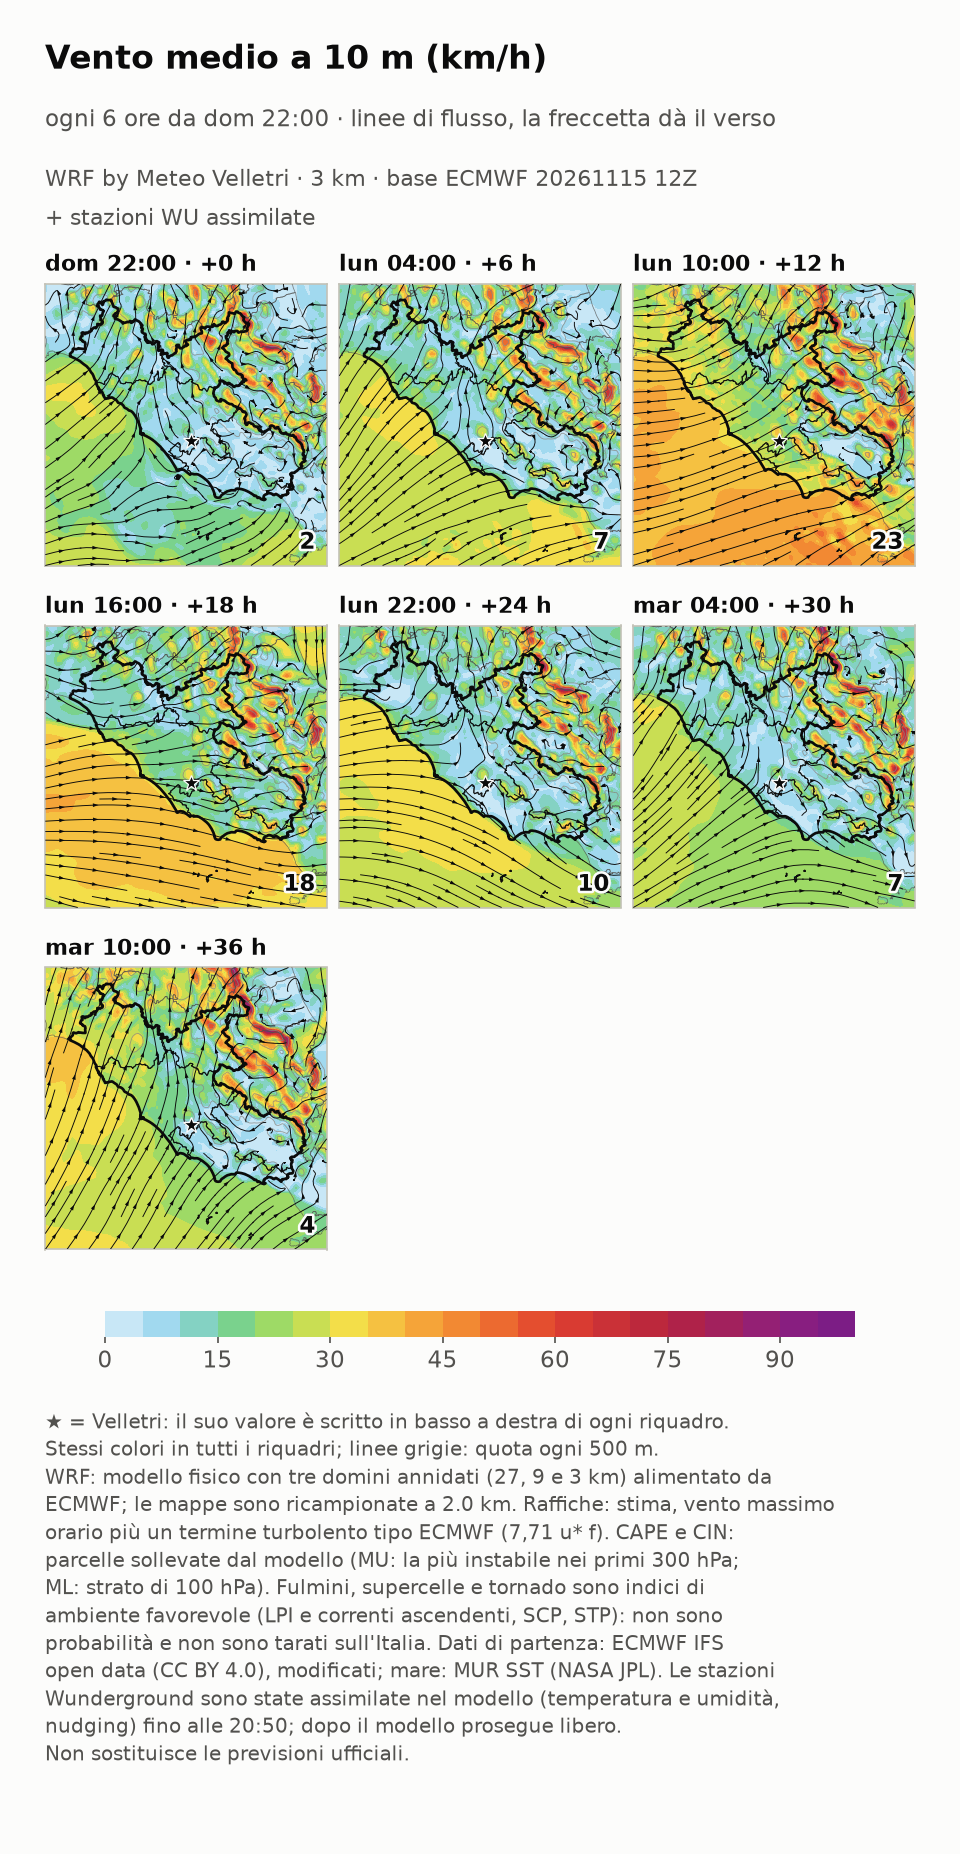 Vento medio a 10 m (km/h)
ogni 6 ore da dom 22:00 · linee di flusso, la freccetta dà il verso
WRF by Meteo Velletri · 3 km · base ECMWF 20261115 12Z
+ stazioni WU assimilate
dom 22:00 · +0 h
lun 04:00 · +6 h
lun 10:00 · +12 h
2
7
23
lun 16:00 · +18 h
lun 22:00 · +24 h
mar 04:00 · +30 h
18
10
7
mar 10:00 · +36 h
4
0 15 30 45 60 75 90
★ = Velletri: il suo valore è scritto in basso a destra di ogni riquadro.
Stessi colori in tutti i riquadri; linee grigie: quota ogni 500 m.
WRF: modello fisico con tre domini annidati (27, 9 e 3 km) alimentato da
ECMWF; le mappe sono ricampionate a 2.0 km. Raffiche: stima, vento massimo
orario più un termine turbolento tipo ECMWF (7,71 u* f). CAPE e CIN:
parcelle sollevate dal modello (MU: la più instabile nei primi 300 hPa;
ML: strato di 100 hPa). Fulmini, supercelle e tornado sono indici di
ambiente favorevole (LPI e correnti ascendenti, SCP, STP): non sono
probabilità e non sono tarati sull'Italia. Dati di partenza: ECMWF IFS
open data (CC BY 4.0), modificati; mare: MUR SST (NASA JPL). Le stazioni
Wunderground sono state assimilate nel modello (temperatura e umidità,
nudging) fino alle 20:50; dopo il modello prosegue libero.
Non sostituisce le previsioni ufficiali.